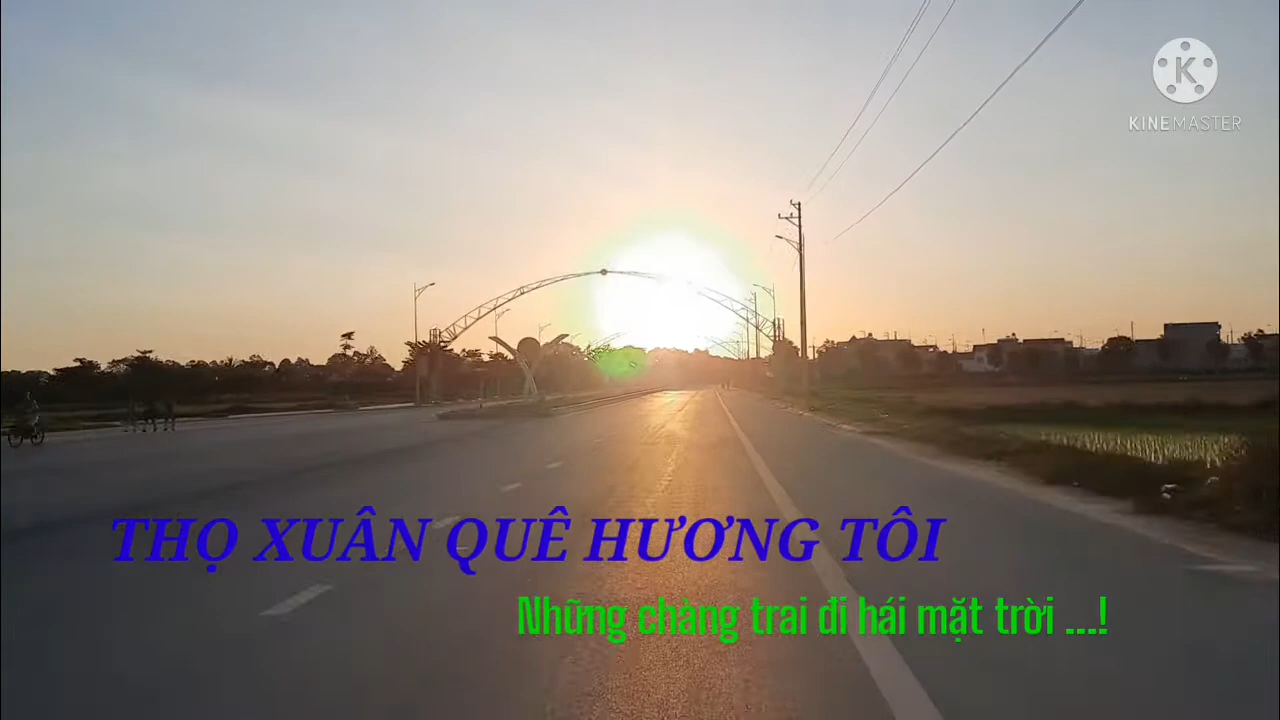 KINEMASTER
THỌ XUÂN QUÊ HƯƠNG TÔI
Những chàng trai đi hái mặt trời ...!